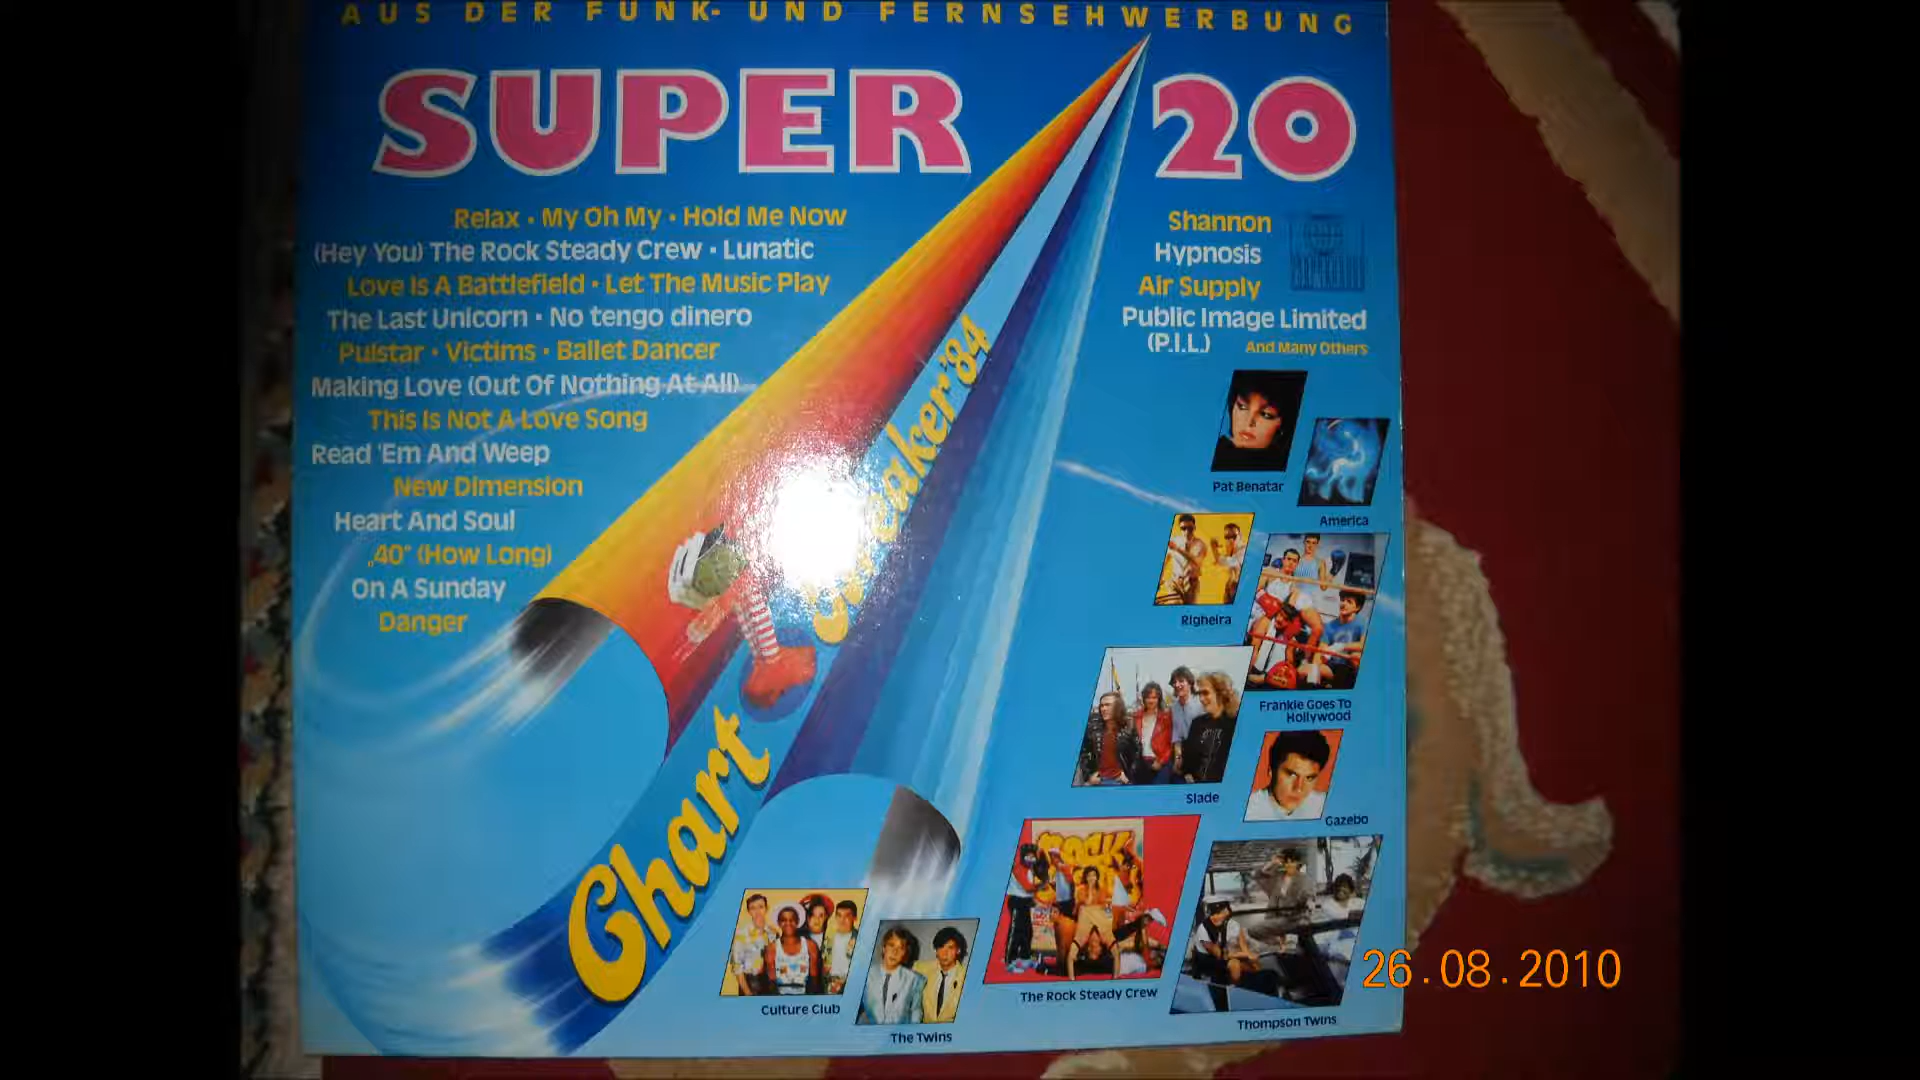 AUS DER FUNK- UND FERNSEHWERBUNG
SUPER 20
Relax • My Oh My • Hold Me Now
(Hey You) The Rock Steady Crew • Lunatic
Love Is A Battlefield • Let The Music Play
The Last Unicorn • No tengo dinero
Pulstar • Victims • Ballet Dancer
Making Love (Out Of Nothing At All)
This Is Not A Love Song
Read 'Em And Weep
New Dimension
Heart And Soul
„40“ (How Long)
On A Sunday
Danger
Shannon
Hypnosis
Air Supply
Public Image Limited
(P.I.L.) And Many Others
Chart
'84
Pat Benatar
America
Righeira
Frankie Goes To
Hollywood
Slade
Gazebo
Culture Club
The Twins
The Rock Steady Crew
Thompson Twins
26.08.2010